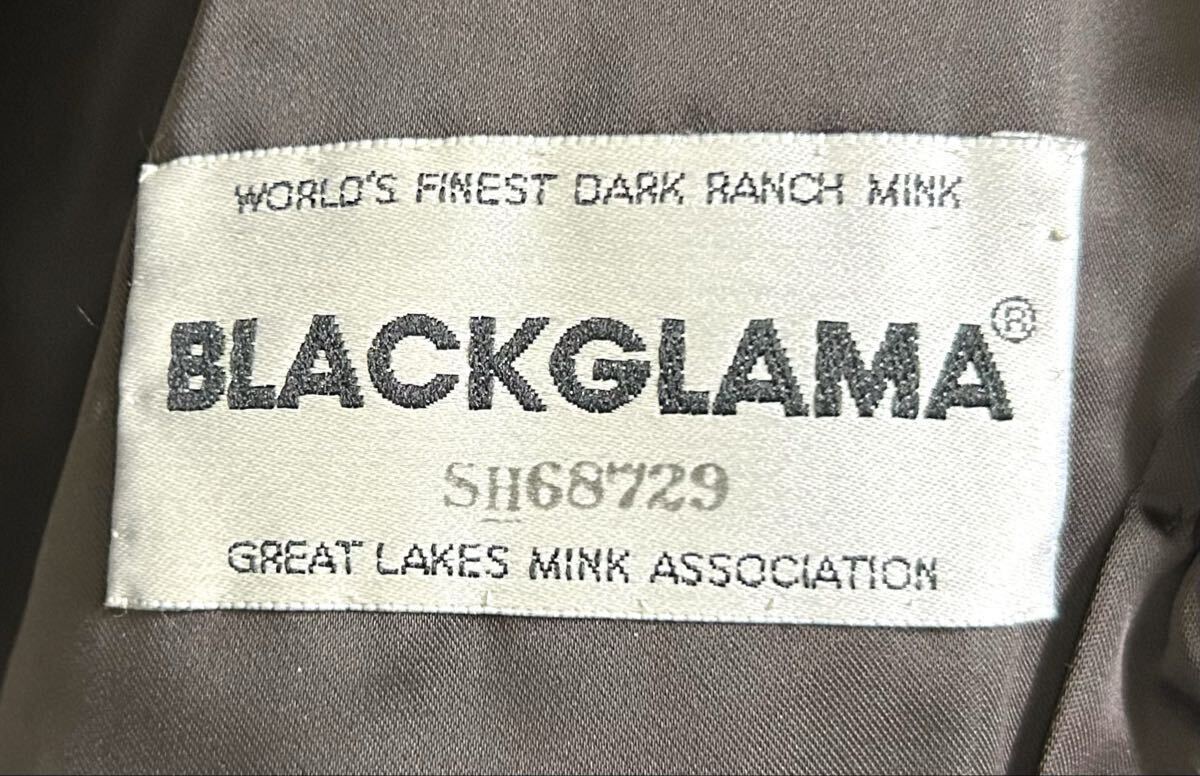 WORLD'S FINEST DARK RANCH MINK
BLACKGLAMA®
SH68729
GREAT LAKES MINK ASSOCIATION